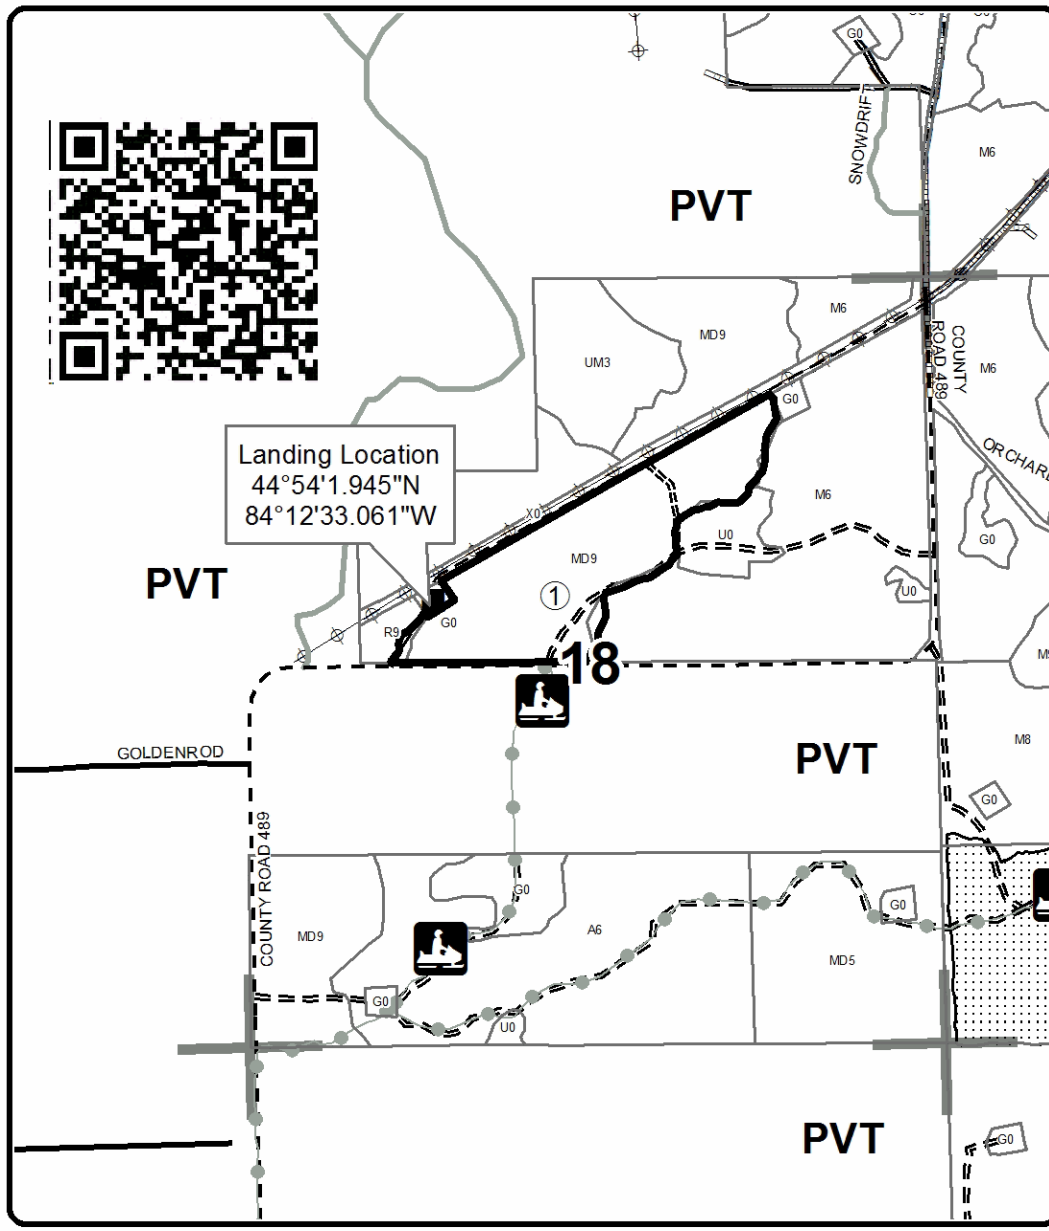 G0
M6
SNOWDRIFT
PVT
M6
MD9
UM3
COUNTY
ROAD 489
M6
G0
Landing Location
44°54'1.945"N
84°12'33.061"W
ORCHARD
X0
M6
U0
G0
MD9
PVT
1
U0
R9
G0
18
M8
GOLDENROD
PVT
G0
COUNTY ROAD 489
G0
G0
A6
MD9
MD5
G0
U0
PVT
G0